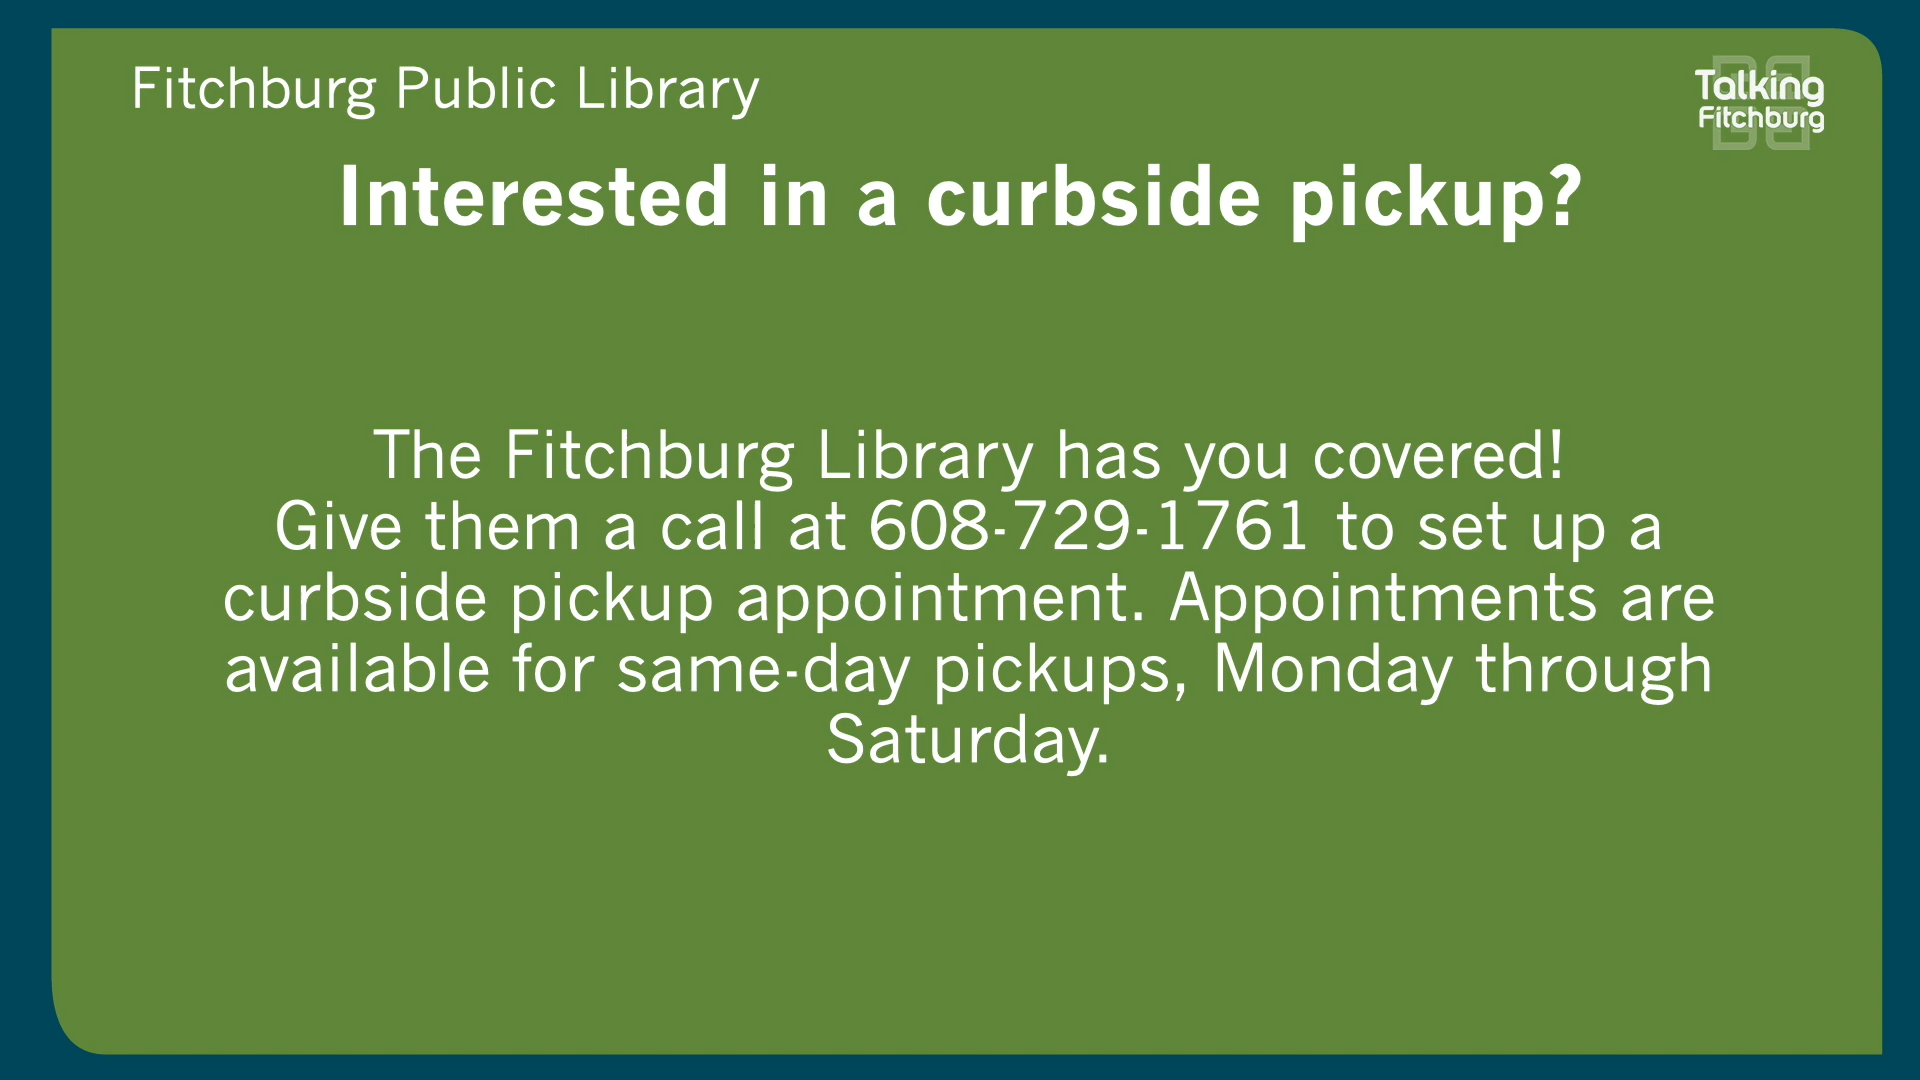 Fitchburg Public Library
Talking
Fitchburg
Interested in a curbside pickup?
The Fitchburg Library has you covered!
Give them a call at 608-729-1761 to set up a
curbside pickup appointment. Appointments are
available for same-day pickups, Monday through
Saturday.